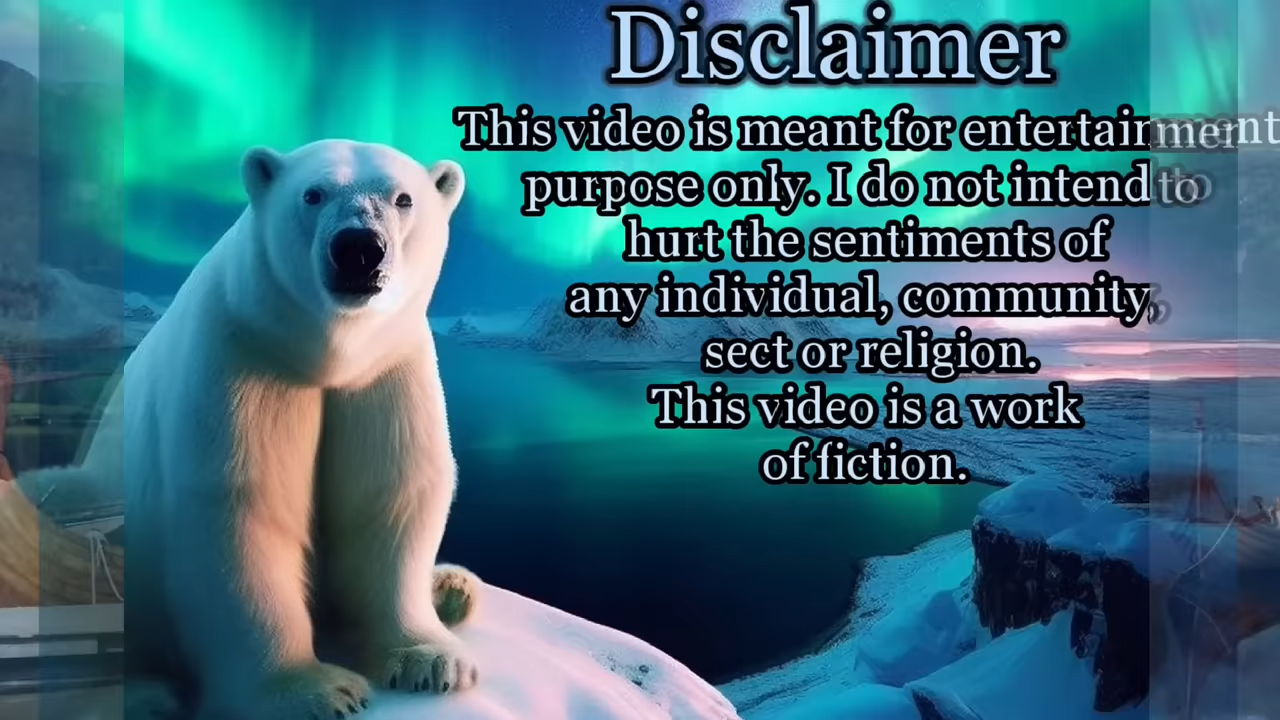 Disclaimer
This video is meant for entertainment
purpose only. I do not intend to
hurt the sentiments of
any individual, community,
sect or religion.
This video is a work
of fiction.